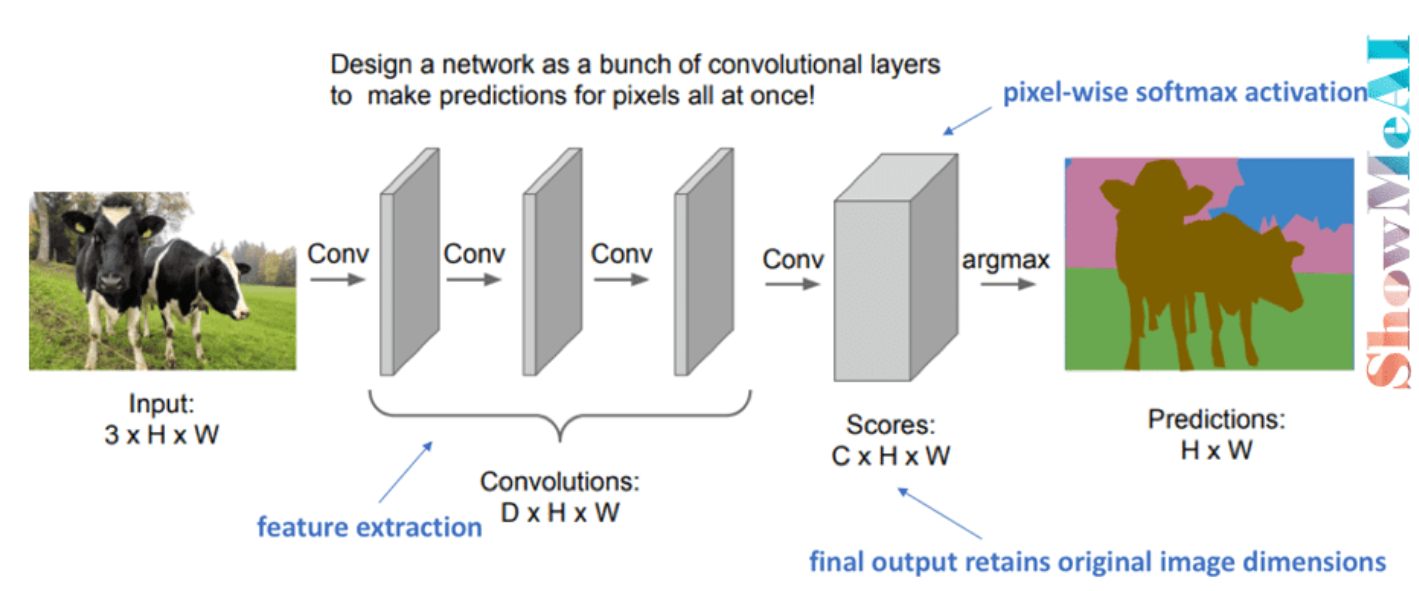 Design a network as a bunch of convolutional layers
to make predictions for pixels all at once!
pixel-wise softmax activation
ShowMeAI
Conv
Conv
Conv
Conv
argmax
Input:
3 x H x W
Convolutions:
D x H x W
feature extraction
Scores:
C x H x W
Predictions:
H x W
final output retains original image dimensions